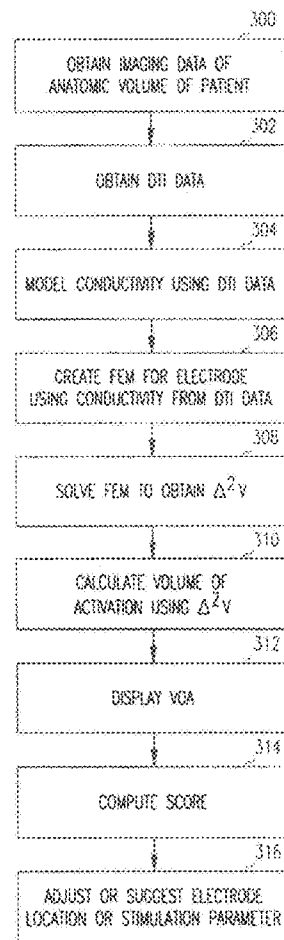 300
OBTAIN IMAGING DATA OF
ANATOMIC VOLUME OF PATIENT
302
OBTAIN DTI DATA
304
MODEL CONDUCTIVITY USING DTI DATA
306
CREATE FEM FOR ELECTRODE
USING CONDUCTIVITY FROM DTI DATA
308
SOLVE FEM TO OBTAIN Δ²V
310
CALCULATE VOLUME OF
ACTIVATION USING Δ²V
312
DISPLAY VOA
314
COMPUTE SCORE
316
ADJUST OR SUGGEST ELECTRODE
LOCATION OR STIMULATION PARAMETER